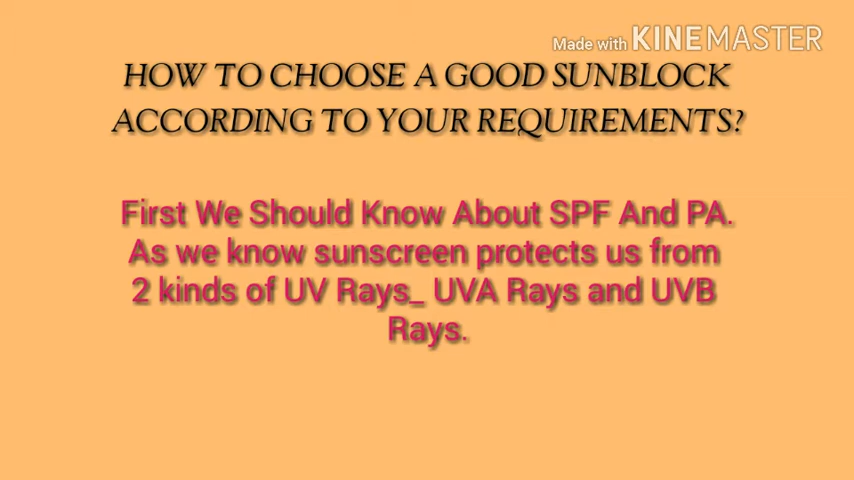 Made with KINEMASTER
HOW TO CHOOSE A GOOD SUNBLOCK
ACCORDING TO YOUR REQUIREMENTS?
First We Should Know About SPF And PA.
As we know sunscreen protects us from
2 kinds of UV Rays_ UVA Rays and UVB
Rays.